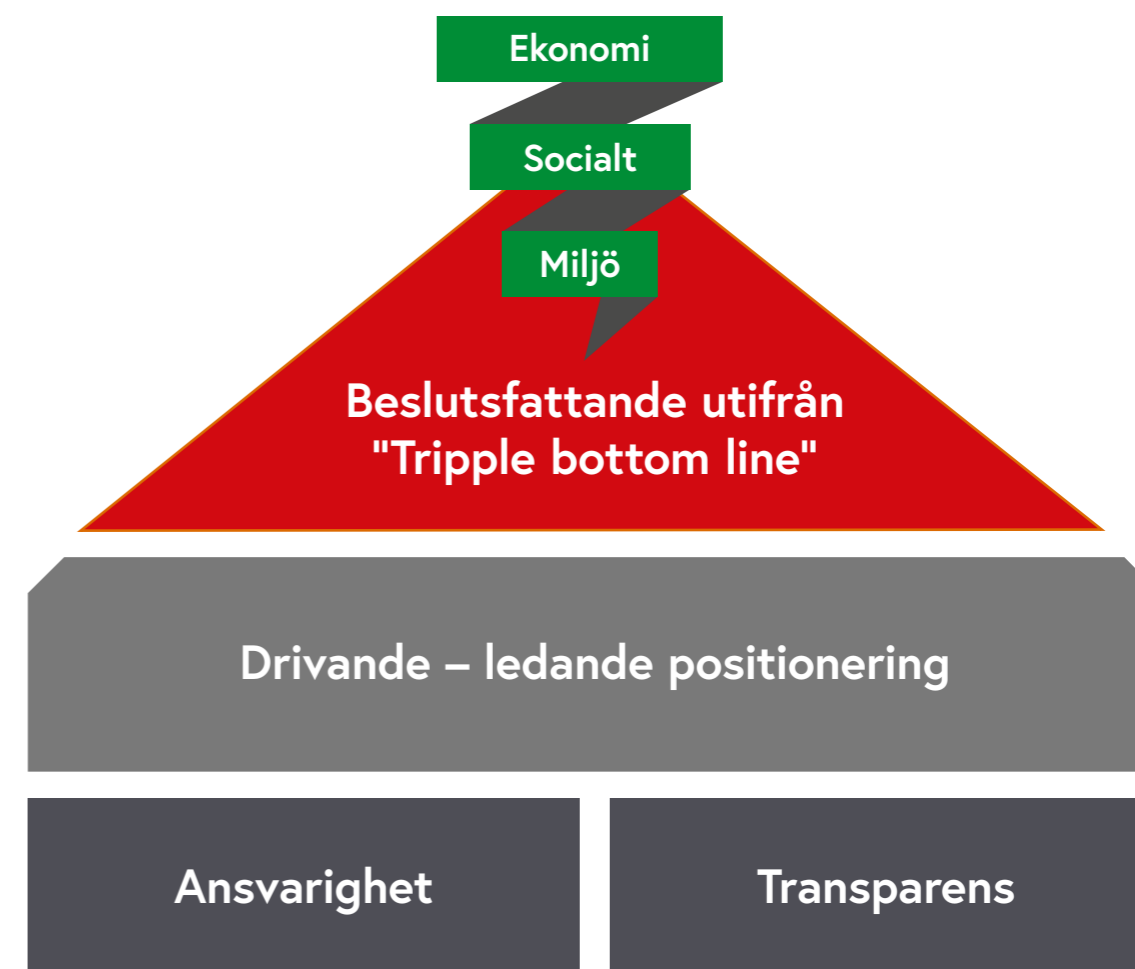 Ekonomi
Socialt
Miljö
Beslutsfattande utifrån
"Tripple bottom line"
Drivande – ledande positionering
Ansvarighet
Transparens